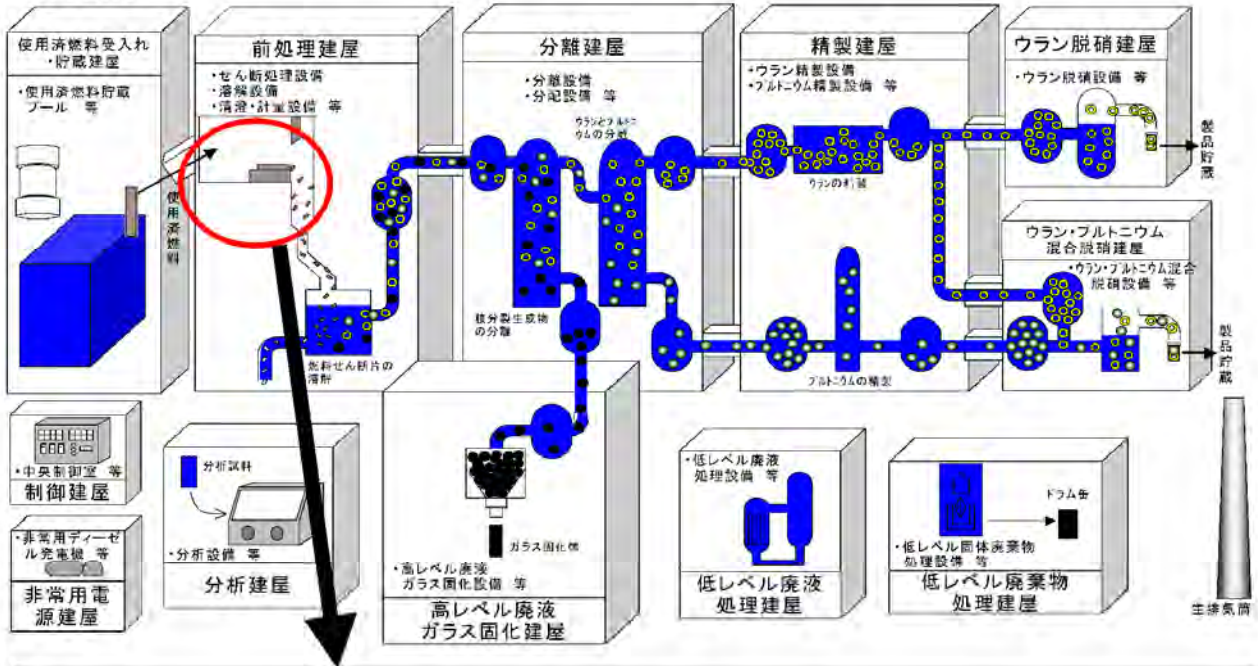 使用済燃料受入れ
・貯蔵建屋
・使用済燃料貯蔵
プール 等
使用済燃料
前処理建屋
・せん断処理設備
・溶解設備
・清澄・計量設備 等
燃料せん断片の
溶解
分離建屋
・分離設備
・分配設備 等
ウランとプルトニ
ウムの分離
核分裂生成物
の分離
精製建屋
・ウラン精製設備
・プルトニウム精製設備 等
ウランの精製
プルトニウムの精製
ウラン脱硝建屋
・ウラン脱硝設備 等
製品貯蔵
ウラン・プルトニウム
混合脱硝建屋
・ウラン・プルトニウム混合
脱硝設備 等
製品貯蔵
・中央制御室 等
制御建屋
・非常用ディーゼ
ル発電機 等
非常用電
源建屋
分析試料
・分析設備 等
分析建屋
ガラス固化体
・高レベル廃液
ガラス固化設備 等
高レベル廃液
ガラス固化建屋
・低レベル廃液
処理設備 等
低レベル廃液
処理建屋
ドラム缶
・低レベル固体廃棄物
処理設備等
低レベル廃棄物
処理建屋
主排気筒